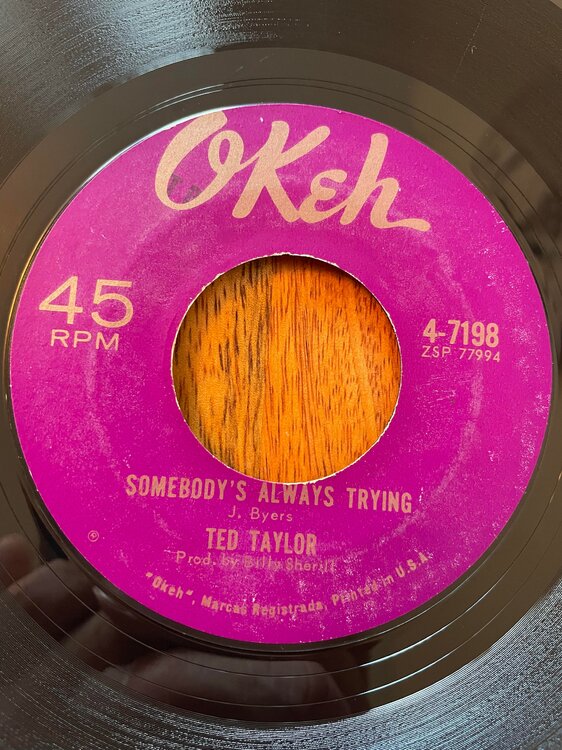 OKeh
45
RPM
4-7198
ZSP 77994
SOMEBODY'S ALWAYS TRYING
J. Byers
TED TAYLOR
Prod. by Billy Sherrill
℗
"Okeh", Marcas Registrada, Printed in U.S.A.